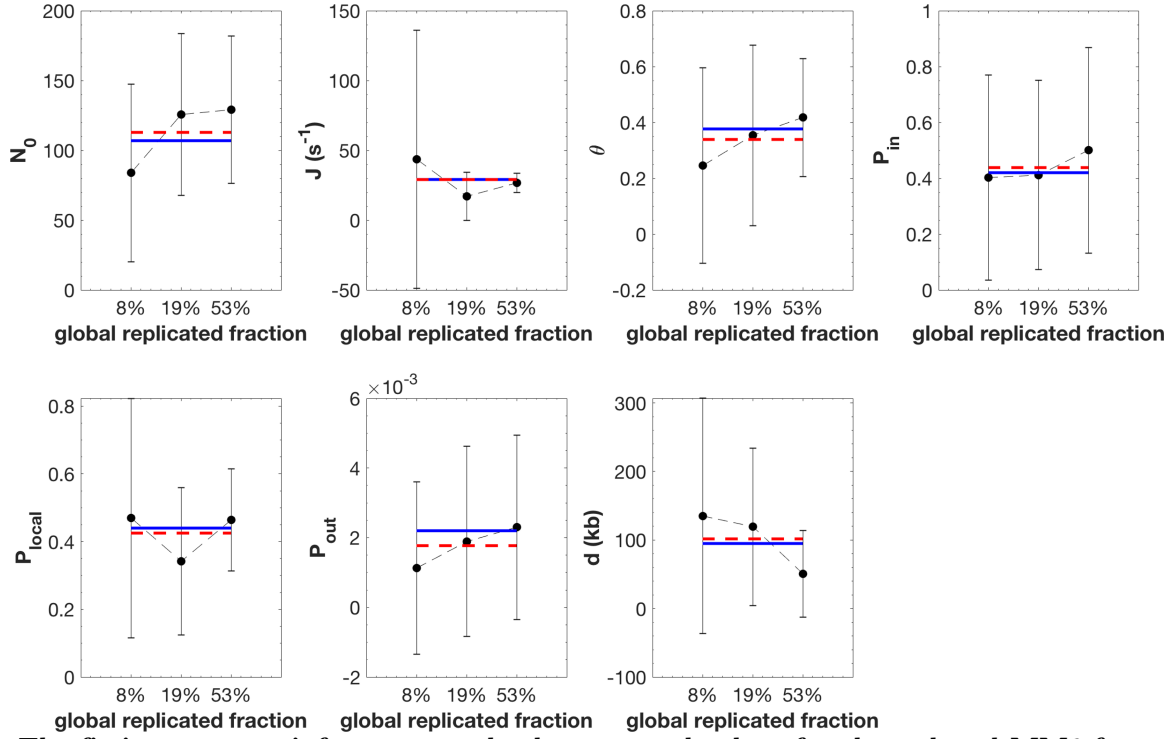 200
150
100
50
0
N0
8% 19% 53%
global replicated fraction
150
100
50
0
-50
J (s-1)
8% 19% 53%
global replicated fraction
0.8
0.6
0.4
0.2
0
-0.2
θ
8% 19% 53%
global replicated fraction
1
0.8
0.6
0.4
0.2
0
Pin
8% 19% 53%
global replicated fraction
0.8
0.6
0.4
0.2
0
Plocal
8% 19% 53%
global replicated fraction
×10-3
6
4
2
0
-2
Pout
8% 19% 53%
global replicated fraction
300
200
100
0
-100
d (kb)
8% 19% 53%
global replicated fraction